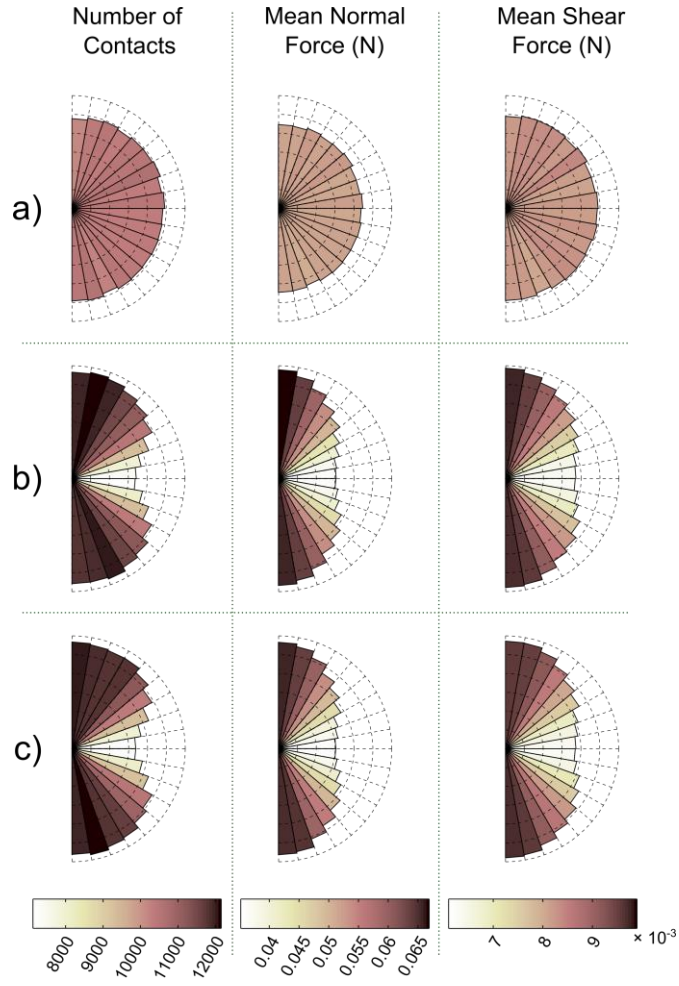 Number of
Contacts
Mean Normal
Force (N)
Mean Shear
Force (N)
a)
b)
c)
8000
9000
10000
11000
12000
0.04
0.045
0.05
0.055
0.06
0.065
7
8
9
× 10⁻³